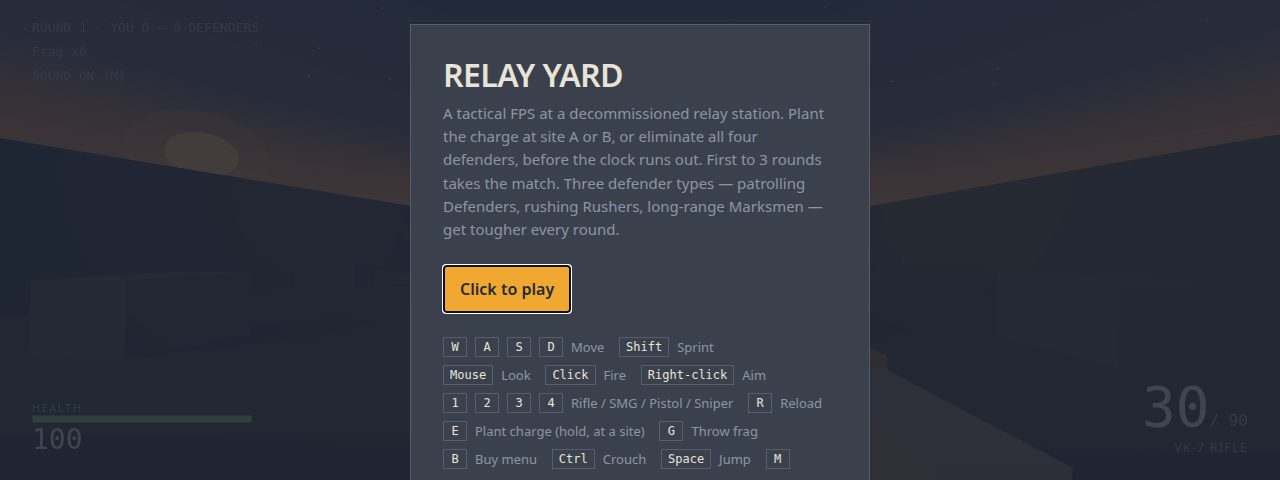 ROUND 1 · YOU 0 — 0 DEFENDERS
Frag x0
SOUND ON (M)
RELAY YARD
A tactical FPS at a decommissioned relay station. Plant
the charge at site A or B, or eliminate all four
defenders, before the clock runs out. First to 3 rounds
takes the match. Three defender types — patrolling
Defenders, rushing Rushers, long-range Marksmen —
get tougher every round.
Click to play
W A S D Move Shift Sprint
Mouse Look Click Fire Right-click Aim
1 2 3 4 Rifle / SMG / Pistol / Sniper R Reload
E Plant charge (hold, at a site) G Throw frag
B Buy menu Ctrl Crouch Space Jump M
HEALTH
100
30 / 90
VK-7 RIFLE